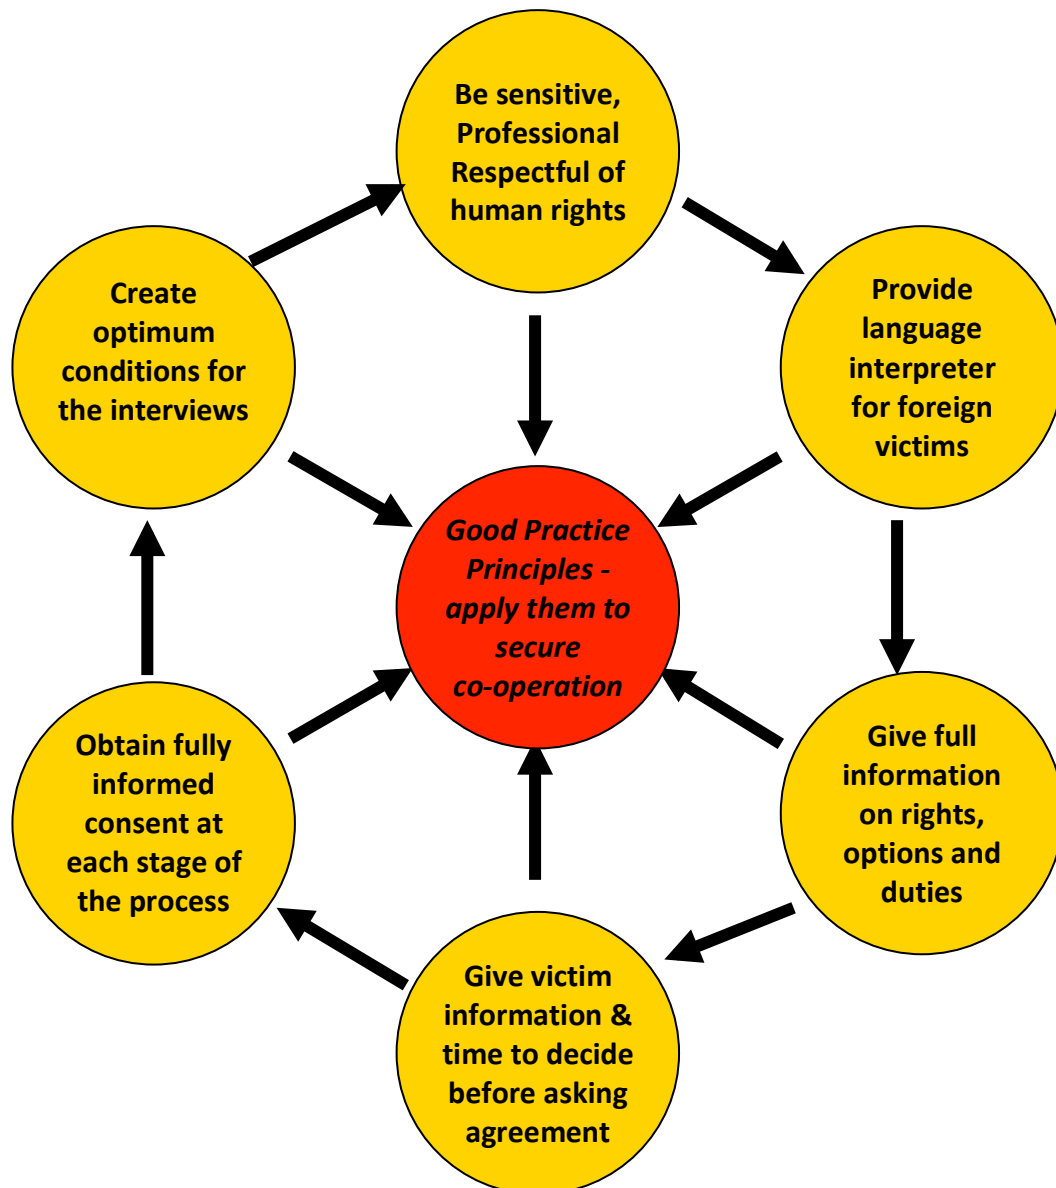 Be sensitive,
Professional
Respectful of
human rights
Provide
language
interpreter
for foreign
victims
Give full
information
on rights,
options and
duties
Give victim
information &
time to decide
before asking
agreement
Obtain fully
informed
consent at
each stage of
the process
Create
optimum
conditions for
the interviews
Good Practice
Principles -
apply them to
secure
co-operation